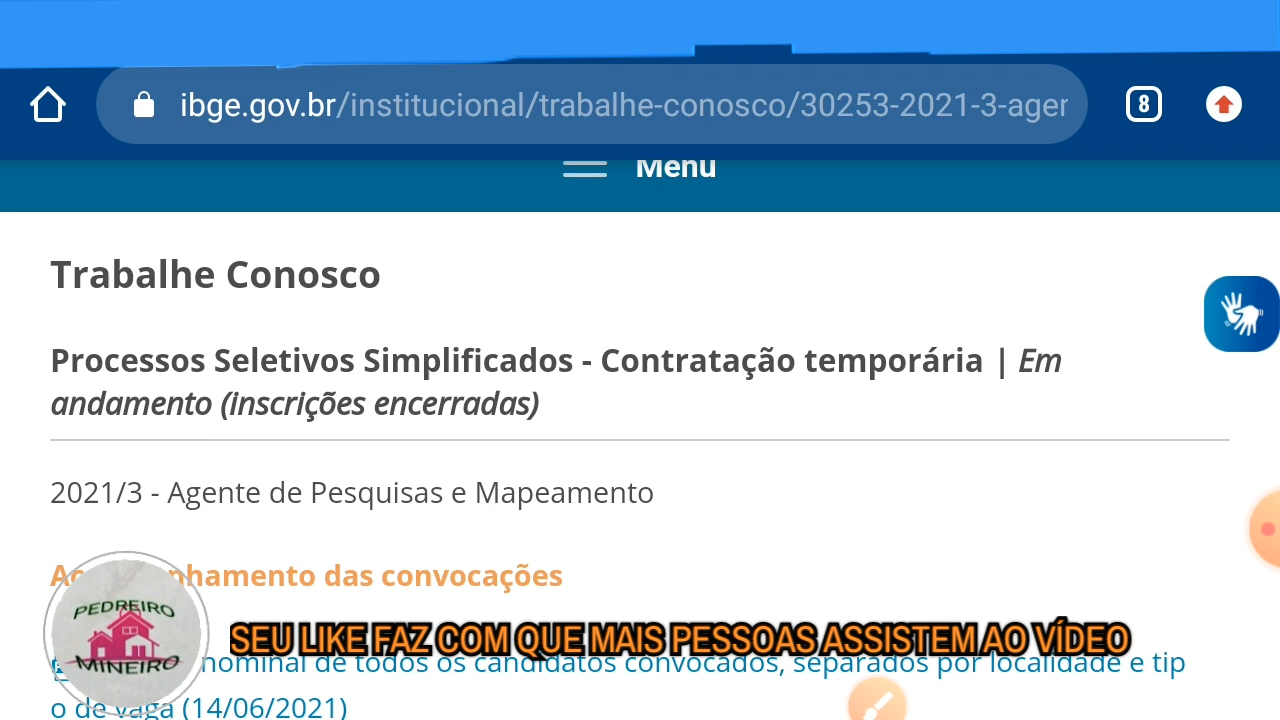 ibge.gov.br/institucional/trabalhe-conosco/30253-2021-3-ager
8
Menu
Trabalhe Conosco
Processos Seletivos Simplificados - Contratação temporária | Em
andamento (inscrições encerradas)
2021/3 - Agente de Pesquisas e Mapeamento
nhamento das convocações
PEDREIRO
MINEIRO
SEU LIKE FAZ COM QUE MAIS PESSOAS ASSISTEM AO VÍDEO
nominal de todos os candidatos convocados, separados por localidade e tip
o de vaga (14/06/2021)